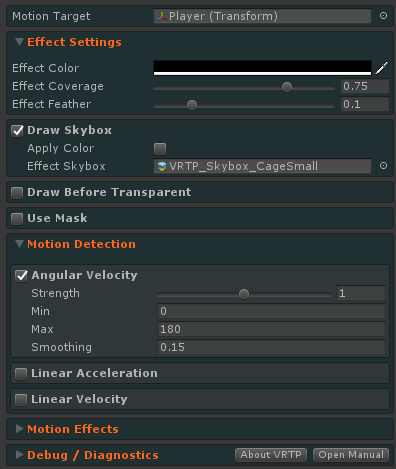 Motion Target Player (Transform)
Effect Settings
Effect Color
Effect Coverage 0.75
Effect Feather 0.1
Draw Skybox
Apply Color
Effect Skybox VRTP_Skybox_CageSmall
Draw Before Transparent
Use Mask
Motion Detection
Angular Velocity
Strength 1
Min 0
Max 180
Smoothing 0.15
Linear Acceleration
Linear Velocity
Motion Effects
Debug / Diagnostics About VRTP Open Manual